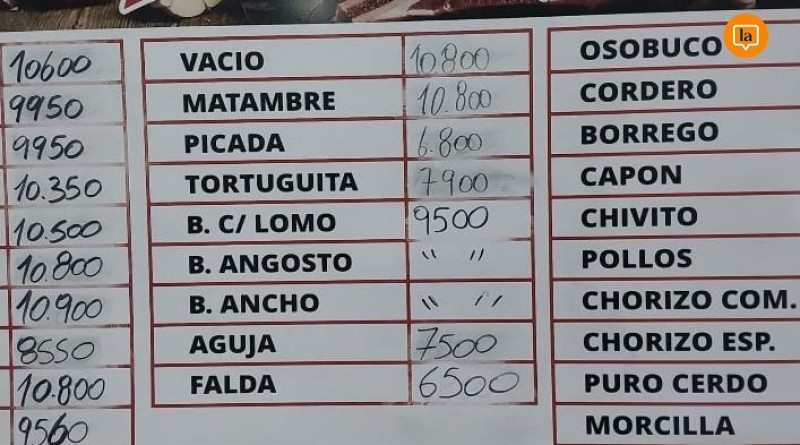 la
10600
9950
9950
10.350
10.500
10.800
10.900
8550
10.800
9560
VACIO 10.800
MATAMBRE 10.800
PICADA 6.800
TORTUGUITA 7900
B. C/ LOMO 9500
B. ANGOSTO " "
B. ANCHO " "
AGUJA 7500
FALDA 6500
OSOBUCO
CORDERO
BORREGO
CAPON
CHIVITO
POLLOS
CHORIZO COM.
CHORIZO ESP.
PURO CERDO
MORCILLA